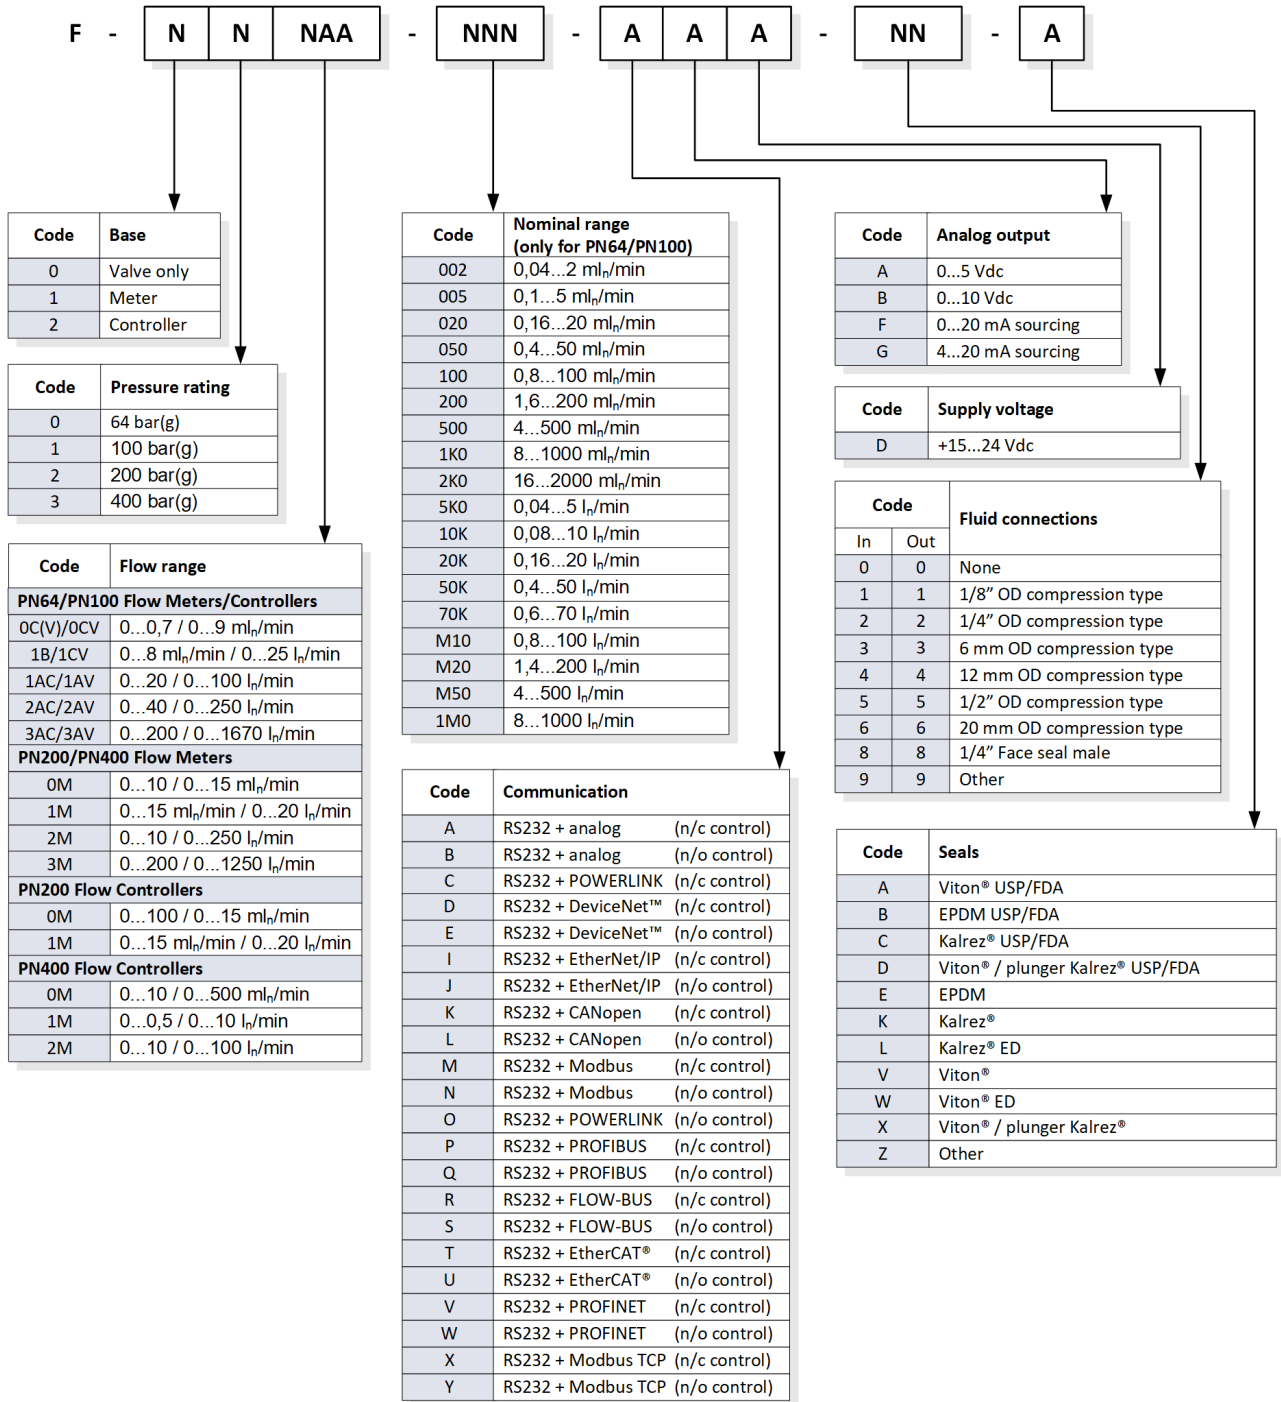 F - N N NAA - NNN - A A A - NN - A
Code Base
0 Valve only
1 Meter
2 Controller
Code Pressure rating
0 64 bar(g)
1 100 bar(g)
2 200 bar(g)
3 400 bar(g)
Code Flow range
PN64/PN100 Flow Meters/Controllers
0C(V)/0CV 0...0,7 / 0...9 mlₙ/min
1B/1CV 0...8 mlₙ/min / 0...25 lₙ/min
1AC/1AV 0...20 / 0...100 lₙ/min
2AC/2AV 0...40 / 0...250 lₙ/min
3AC/3AV 0...200 / 0...1670 lₙ/min
PN200/PN400 Flow Meters
0M 0...10 / 0...15 mlₙ/min
1M 0...15 mlₙ/min / 0...20 lₙ/min
2M 0...10 / 0...250 lₙ/min
3M 0...200 / 0...1250 lₙ/min
PN200 Flow Controllers
0M 0...100 / 0...15 mlₙ/min
1M 0...15 mlₙ/min / 0...20 lₙ/min
PN400 Flow Controllers
0M 0...10 / 0...500 mlₙ/min
1M 0...0,5 / 0...10 lₙ/min
2M 0...10 / 0...100 lₙ/min
Code Nominal range
(only for PN64/PN100)
002 0,04...2 mlₙ/min
005 0,1...5 mlₙ/min
020 0,16...20 mlₙ/min
050 0,4...50 mlₙ/min
100 0,8...100 mlₙ/min
200 1,6...200 mlₙ/min
500 4...500 mlₙ/min
1K0 8...1000 mlₙ/min
2K0 16...2000 mlₙ/min
5K0 0,04...5 lₙ/min
10K 0,08...10 lₙ/min
20K 0,16...20 lₙ/min
50K 0,4...50 lₙ/min
70K 0,6...70 lₙ/min
M10 0,8...100 lₙ/min
M20 1,4...200 lₙ/min
M50 4...500 lₙ/min
1M0 8...1000 lₙ/min
Code Communication
A RS232 + analog (n/c control)
B RS232 + analog (n/o control)
C RS232 + POWERLINK (n/c control)
D RS232 + DeviceNet™ (n/c control)
E RS232 + DeviceNet™ (n/o control)
I RS232 + EtherNet/IP (n/c control)
J RS232 + EtherNet/IP (n/o control)
K RS232 + CANopen (n/c control)
L RS232 + CANopen (n/o control)
M RS232 + Modbus (n/c control)
N RS232 + Modbus (n/o control)
O RS232 + POWERLINK (n/o control)
P RS232 + PROFIBUS (n/c control)
Q RS232 + PROFIBUS (n/o control)
R RS232 + FLOW-BUS (n/c control)
S RS232 + FLOW-BUS (n/o control)
T RS232 + EtherCAT® (n/c control)
U RS232 + EtherCAT® (n/o control)
V RS232 + PROFINET (n/c control)
W RS232 + PROFINET (n/o control)
X RS232 + Modbus TCP (n/c control)
Y RS232 + Modbus TCP (n/o control)
Code Analog output
A 0...5 Vdc
B 0...10 Vdc
F 0...20 mA sourcing
G 4...20 mA sourcing
Code Supply voltage
D +15...24 Vdc
Code Fluid connections
In Out
0 0 None
1 1 1/8” OD compression type
2 2 1/4” OD compression type
3 3 6 mm OD compression type
4 4 12 mm OD compression type
5 5 1/2” OD compression type
6 6 20 mm OD compression type
8 8 1/4” Face seal male
9 9 Other
Code Seals
A Viton® USP/FDA
B EPDM USP/FDA
C Kalrez® USP/FDA
D Viton® / plunger Kalrez® USP/FDA
E EPDM
K Kalrez®
L Kalrez® ED
V Viton®
W Viton® ED
X Viton® / plunger Kalrez®
Z Other